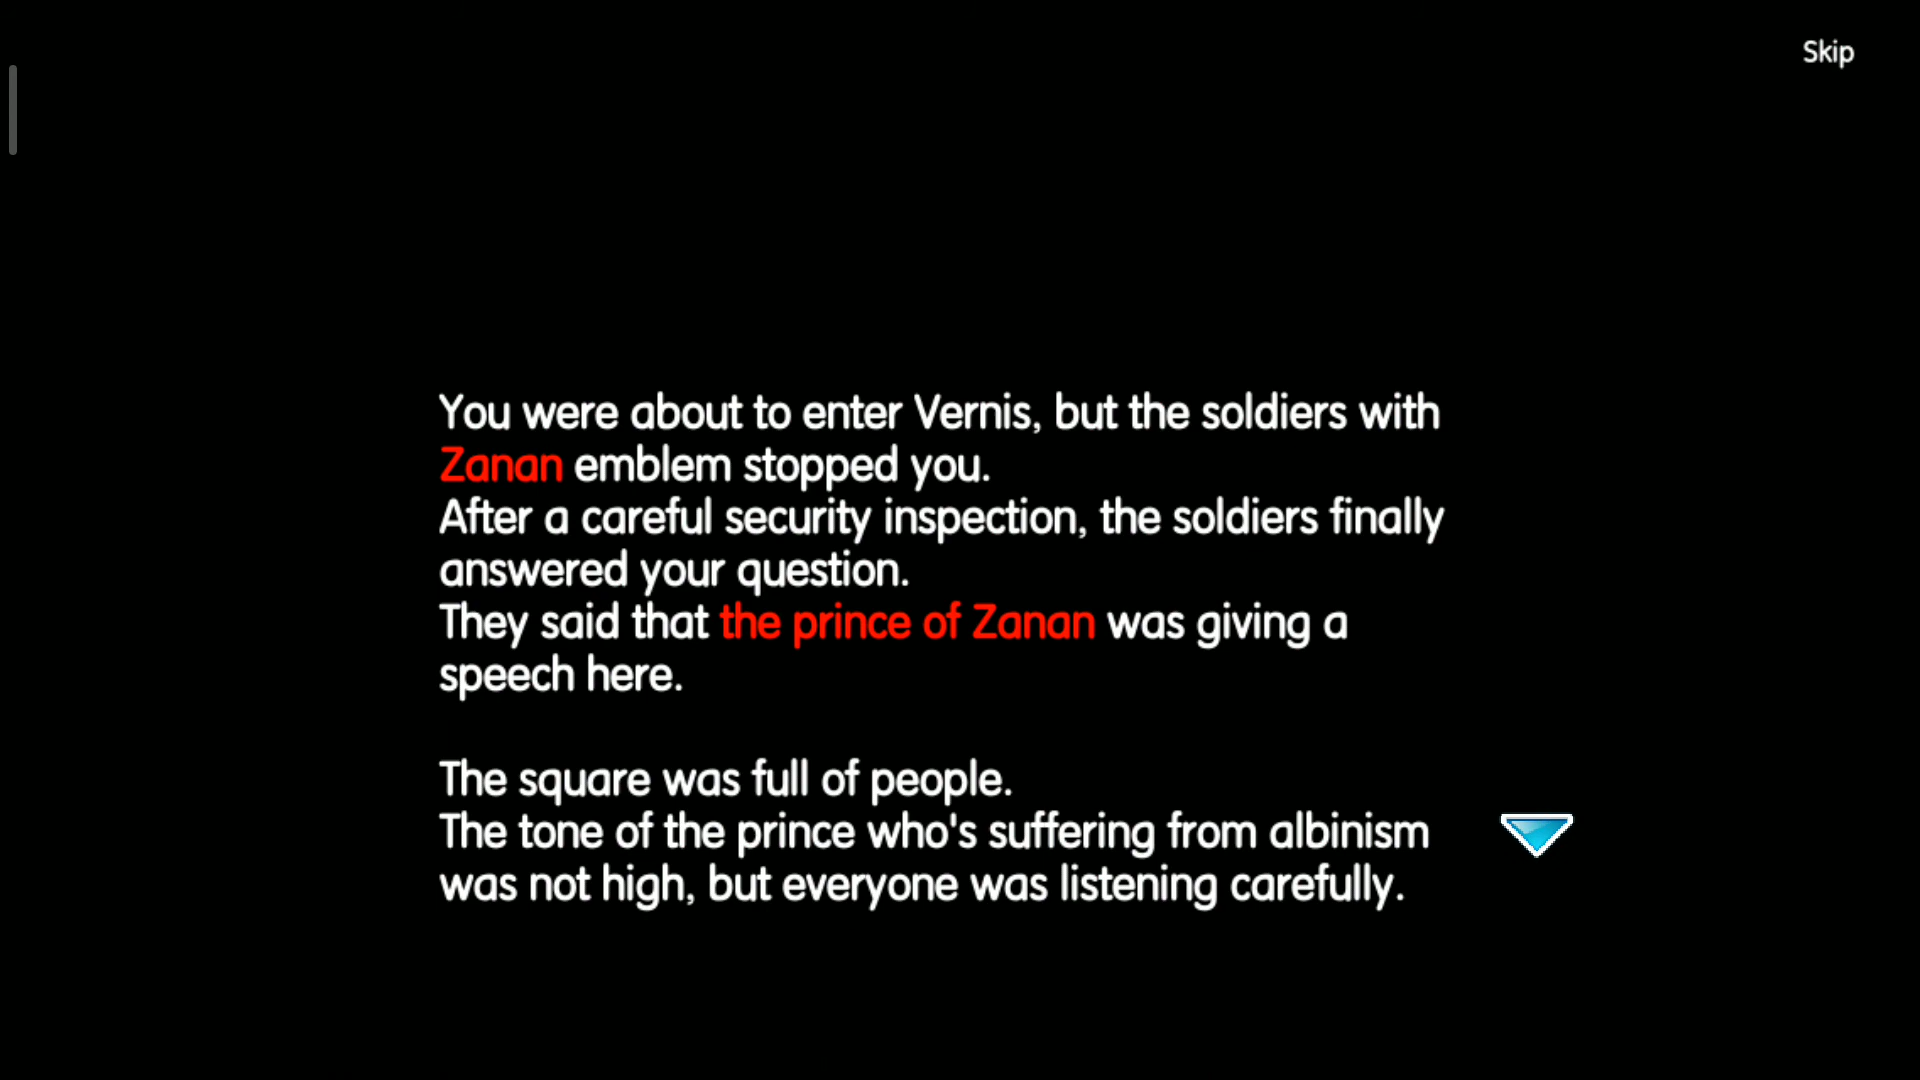 Skip
You were about to enter Vernis, but the soldiers with
Zanan emblem stopped you.
After a careful security inspection, the soldiers finally
answered your question.
They said that the prince of Zanan was giving a
speech here.
The square was full of people.
The tone of the prince who's suffering from albinism
was not high, but everyone was listening carefully.